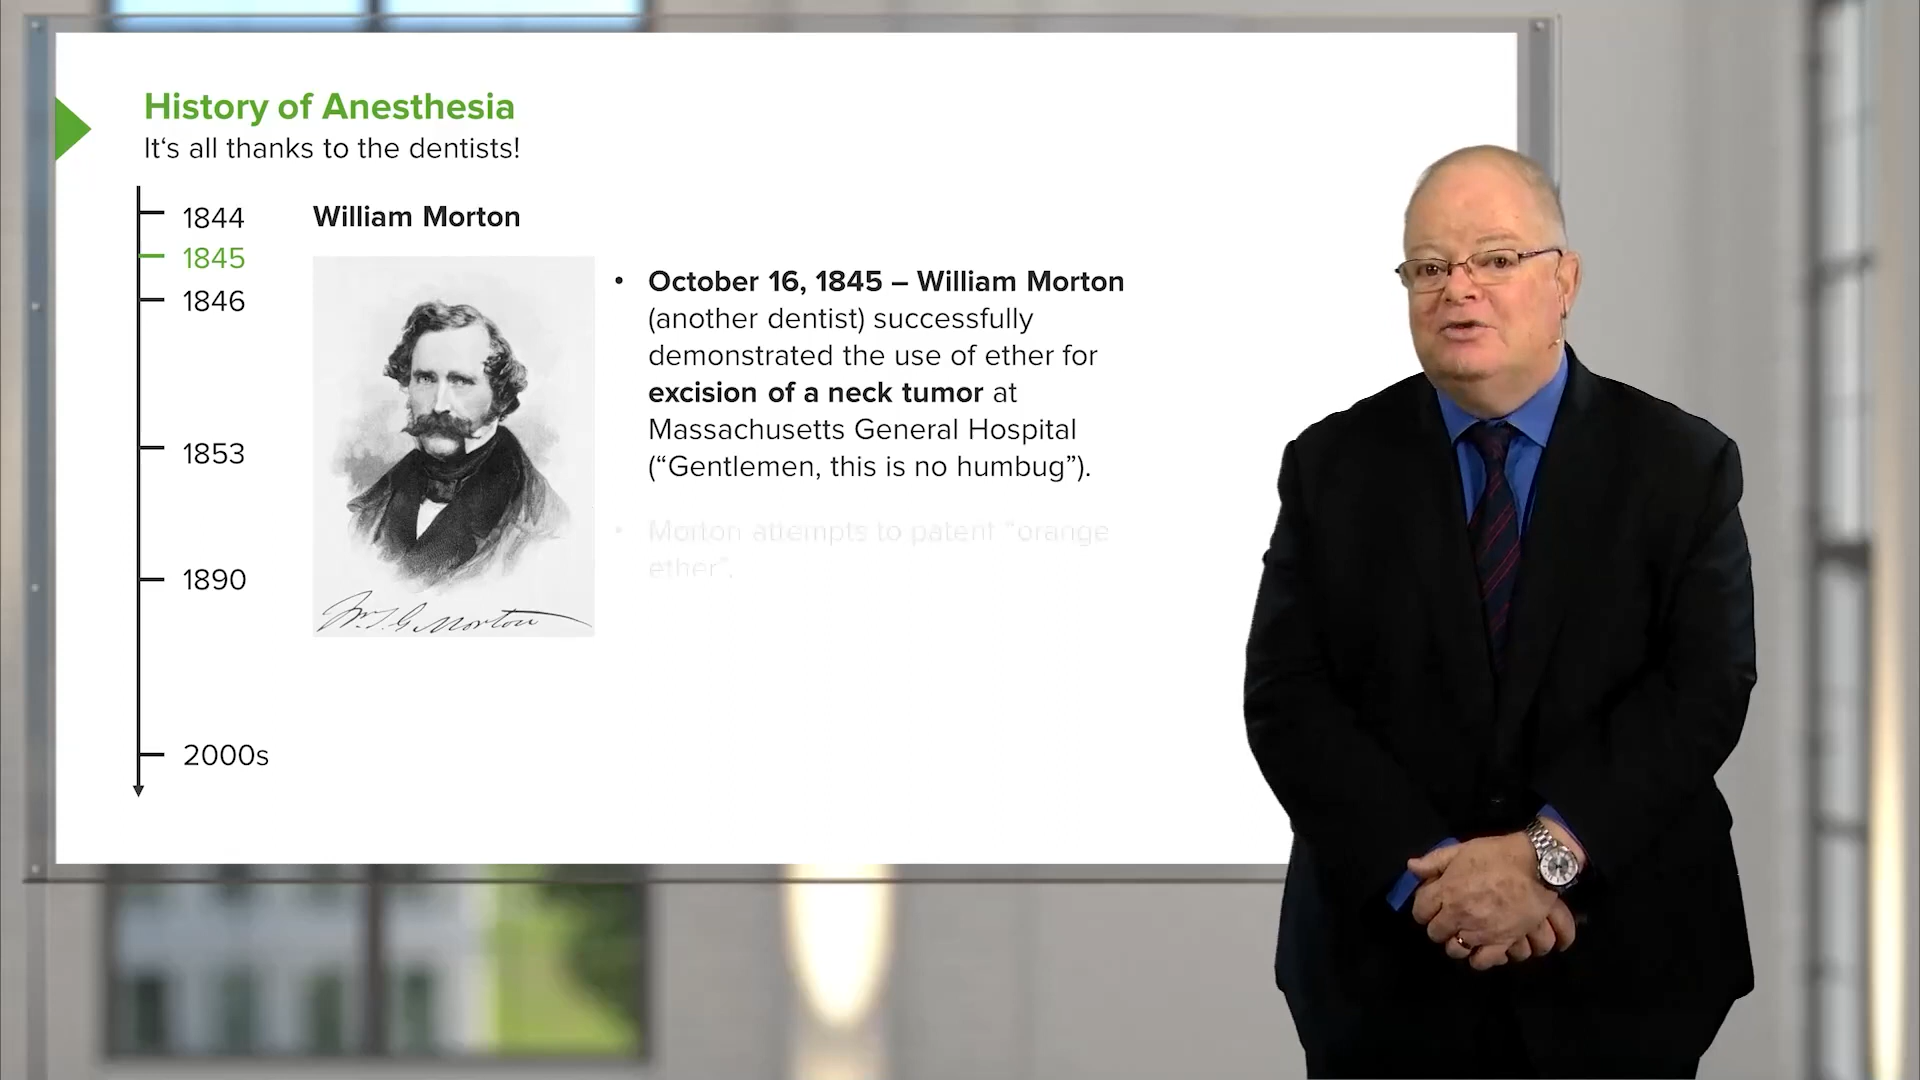 History of Anesthesia
It‘s all thanks to the dentists!
1844
1845
1846
1853
1890
2000s
William Morton
Wm. T. G. Morton
• October 16, 1845 – William Morton
(another dentist) successfully
demonstrated the use of ether for
excision of a neck tumor at
Massachusetts General Hospital
(“Gentlemen, this is no humbug”).
• Morton attempts to patent “orange
ether”.